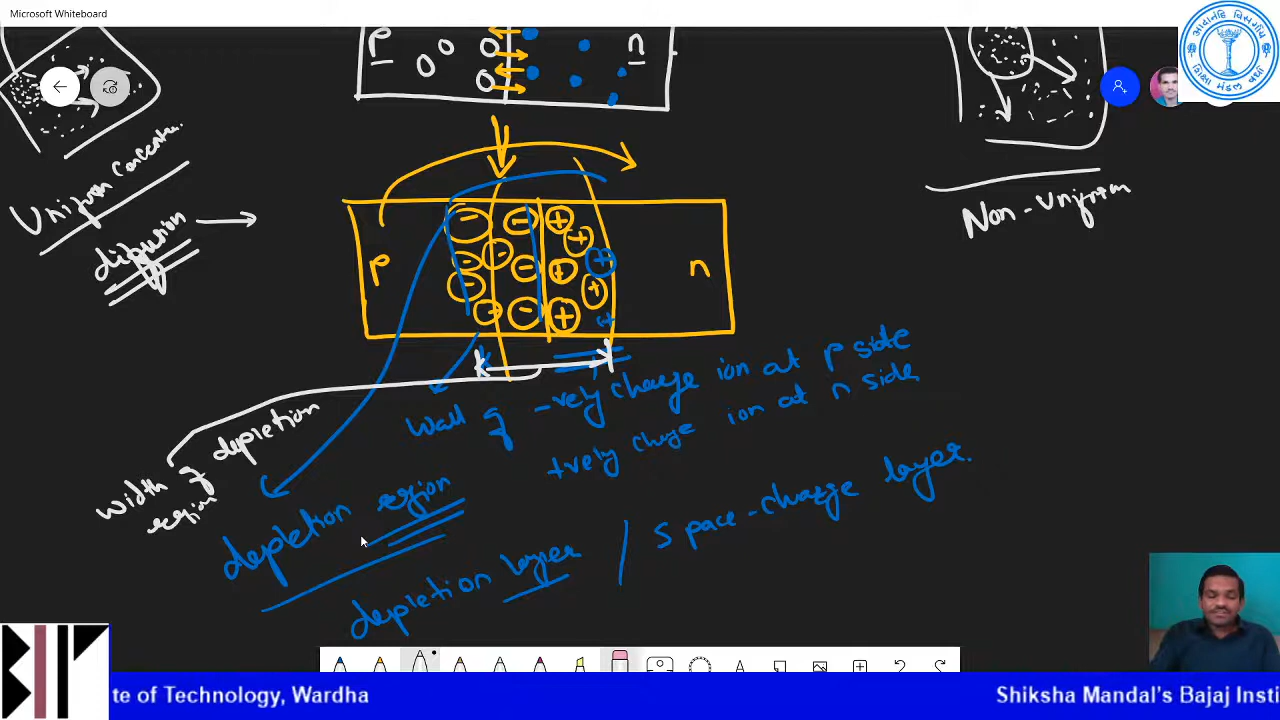 Microsoft Whiteboard
p
n
Uniform
diffusion
Non-Uniform
p
n
Wall of -vely charge ion at P side
+vely charge ion at n side
width of depletion
region
depletion region
depletion layer / space-charge layer.
te of Technology, Wardha
Shiksha Mandal's Bajaj Insti